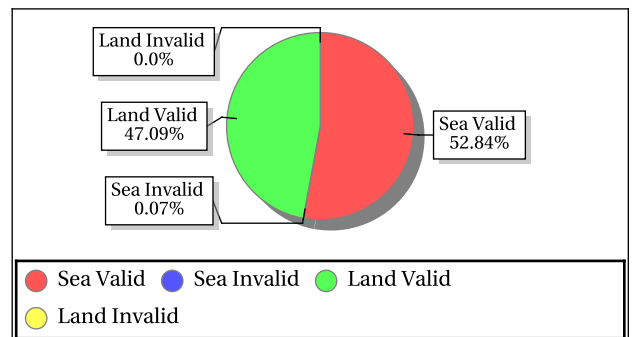 Land Invalid
0.0%
Land Valid
47.09%
Sea Valid
52.84%
Sea Invalid
0.07%
Sea Valid Sea Invalid Land Valid
Land Invalid